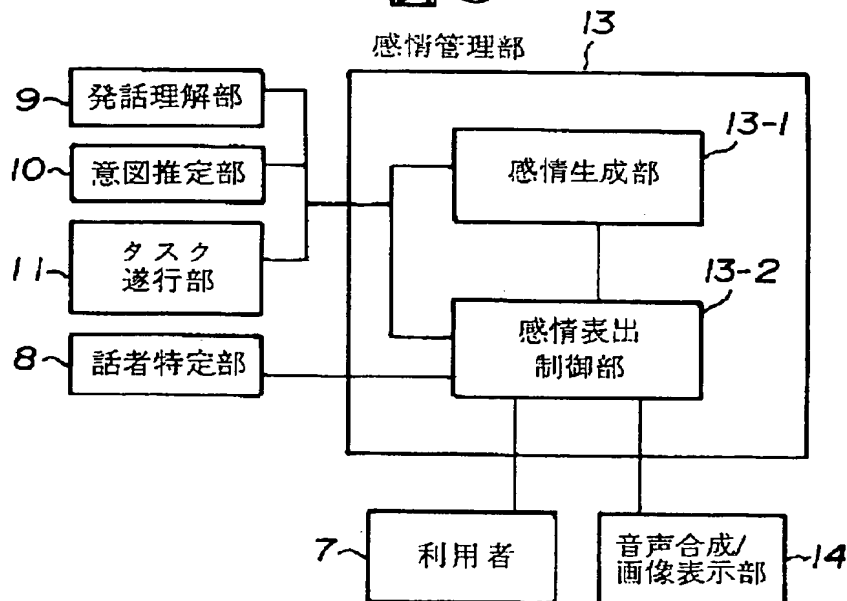 13
感情管理部
9
発話理解部
13-1
10
意図推定部
感情生成部
11
タスク
遂行部
13-2
感情表出
制御部
8
話者特定部
7
利用者
音声合成/
画像表示部
14